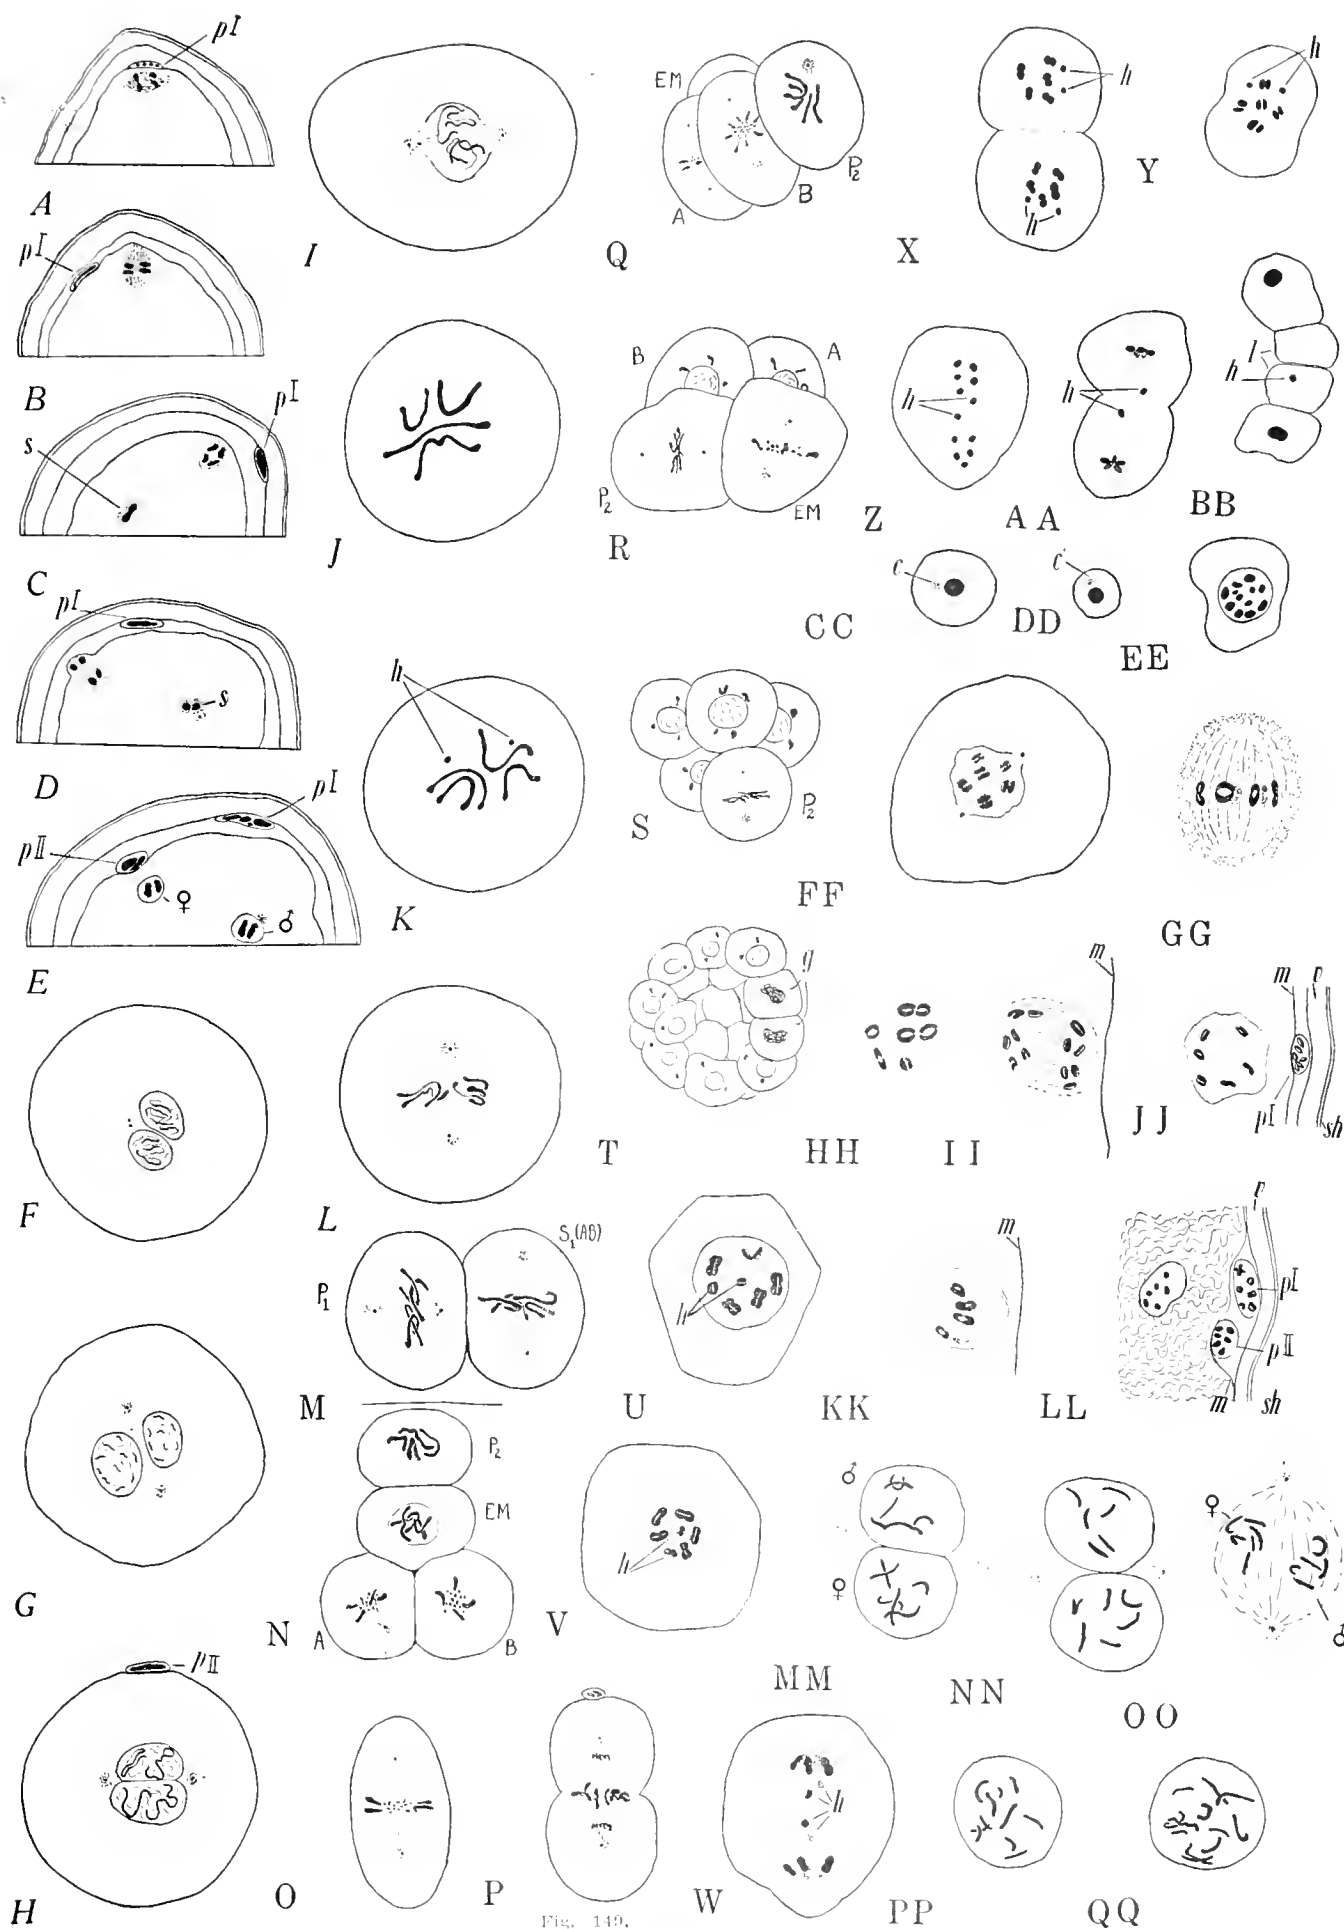 pI
A
pI
B
pI
s
C
pI
s
D
pI
pII
♀
♂
E
F
G
pII
H
I
J
h
K
L
P1 S1(AB)
M
P2
EM
N A B
O
P
EM
A B P2
Q
B A
P2 EM
R
P2
S
g
T
h
U
h
V
h
W
h
h
X
h
Y
h
Z
h
AA
l
h
BB
c
CC
c
DD
EE
FF
GG
HH
m
II
m
pI
sh
JJ
m
KK
pI
pII
m sh
LL
♂
♀
MM
NN
♀
♂
OO
PP
QQ
Fig. 149.